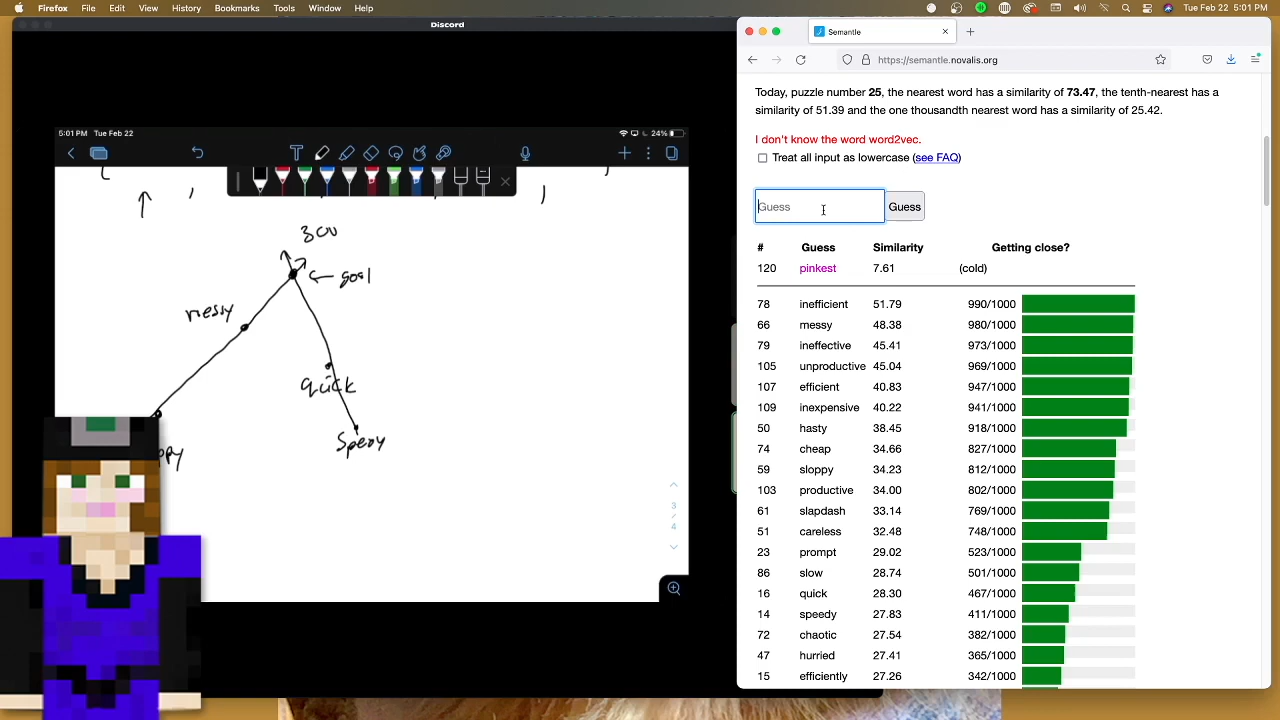 Firefox File Edit View History Bookmarks Tools Window Help Tue Feb 22 5:01 PM
Discord
Semantle
https://semantle.novalis.org
5:01 PM Tue Feb 22 24%
Today, puzzle number 25, the nearest word has a similarity of 73.47, the tenth-nearest has a
similarity of 51.39 and the one thousandth nearest word has a similarity of 25.42.
I don't know the word word2vec.
Treat all input as lowercase (see FAQ)
Guess Guess
# Guess Similarity Getting close?
120 pinkest 7.61 (cold)
78 inefficient 51.79 990/1000
66 messy 48.38 980/1000
79 ineffective 45.41 973/1000
105 unproductive 45.04 969/1000
107 efficient 40.83 947/1000
109 inexpensive 40.22 941/1000
50 hasty 38.45 918/1000
74 cheap 34.66 827/1000
59 sloppy 34.23 812/1000
103 productive 34.00 802/1000
61 slapdash 33.14 769/1000
51 careless 32.48 748/1000
23 prompt 29.02 523/1000
86 slow 28.74 501/1000
16 quick 28.30 467/1000
14 speedy 27.83 411/1000
72 chaotic 27.54 382/1000
47 hurried 27.41 365/1000
15 efficiently 27.26 342/1000
300
goal
messy
quick
ppy
3
/
4